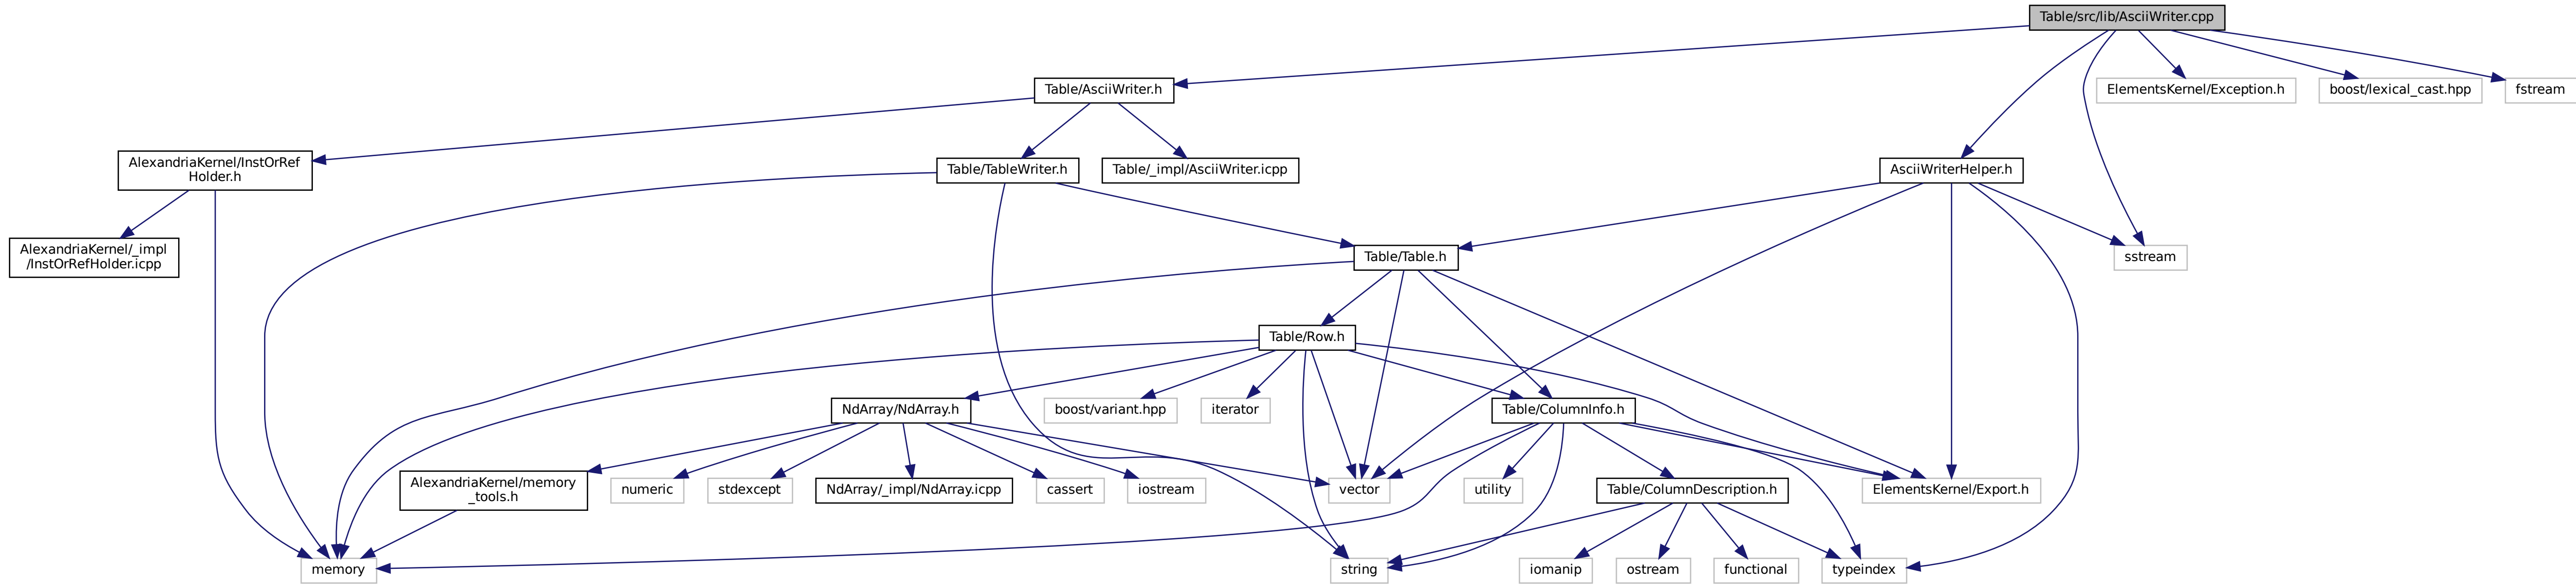 Table/src/lib/AsciiWriter.cpp
Table/AsciiWriter.h
ElementsKernel/Exception.h
boost/lexical_cast.hpp
fstream
AlexandriaKernel/InstOrRef
Holder.h
Table/TableWriter.h
Table/_impl/AsciiWriter.icpp
AsciiWriterHelper.h
AlexandriaKernel/_impl
/InstOrRefHolder.icpp
Table/Table.h
sstream
Table/Row.h
NdArray/NdArray.h
boost/variant.hpp
iterator
Table/ColumnInfo.h
AlexandriaKernel/memory
_tools.h
numeric
stdexcept
NdArray/_impl/NdArray.icpp
cassert
iostream
vector
utility
Table/ColumnDescription.h
ElementsKernel/Export.h
memory
string
iomanip
ostream
functional
typeindex